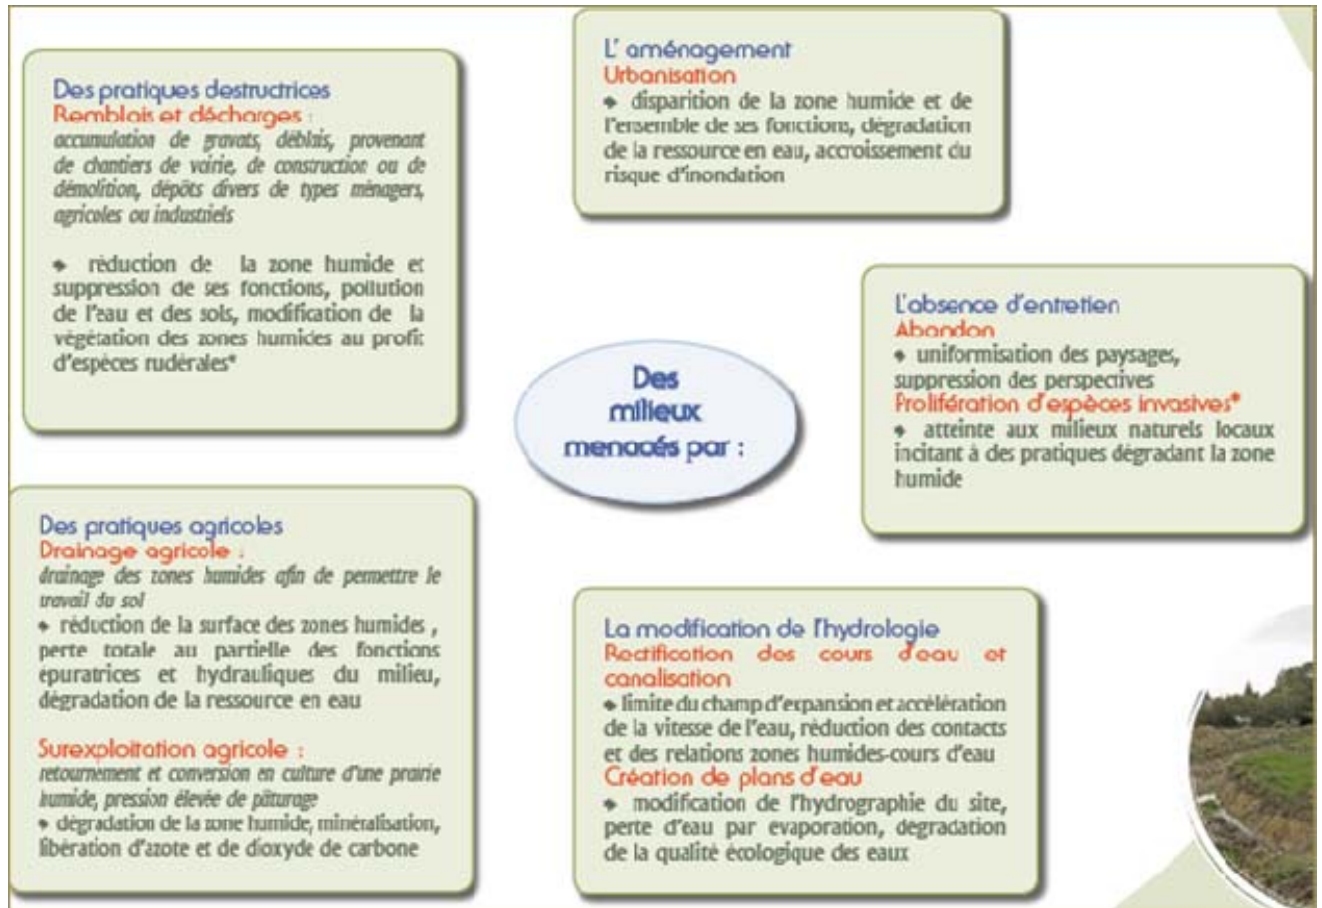 Des pratiques destructrices
Remblais et décharges :
accumulation de gravats, déblais, provenant
de chantiers de voirie, de construction ou de
démolition, dépôts divers de types ménagers,
agricoles ou industriels
réduction de la zone humide et
suppression de ses fonctions, pollution
de l'eau et des sols, modification de la
végétation des zones humides au profit
d'espèces rudérales*
L'aménagement
Urbanisation
disparition de la zone humide et de
l'ensemble de ses fonctions, dégradation
de la ressource en eau, accroissement du
risque d'inondation
L'absence d'entretien
Abandon
uniformisation des paysages,
suppression des perspectives
Prolifération d'espèces invasives*
atteinte aux milieux naturels locaux
incitant à des pratiques dégradant la zone
humide
Des
milieux
menacés par :
Des pratiques agricoles
Drainage agricole :
drainage des zones humides afin de permettre le
travail du sol
réduction de la surface des zones humides ,
perte totale au partielle des fonctions
épuratrices et hydrauliques du milieu,
dégradation de la ressource en eau
Surexploitation agricole :
retournement et conversion en culture d'une prairie
humide, pression élevée de pâturage
dégradation de la zone humide, minéralisation,
libération d'azote et de dioxyde de carbone
La modification de l'hydrologie
Rectification des cours d'eau et
canalisation
limite du champ d'expansion et accélération
de la vitesse de l'eau, réduction des contacts
et des relations zones humides-cours d'eau
Création de plans d'eau
modification de l'hydrographie du site,
perte d'eau par evaporation, dégradation
de la qualité écologique des eaux